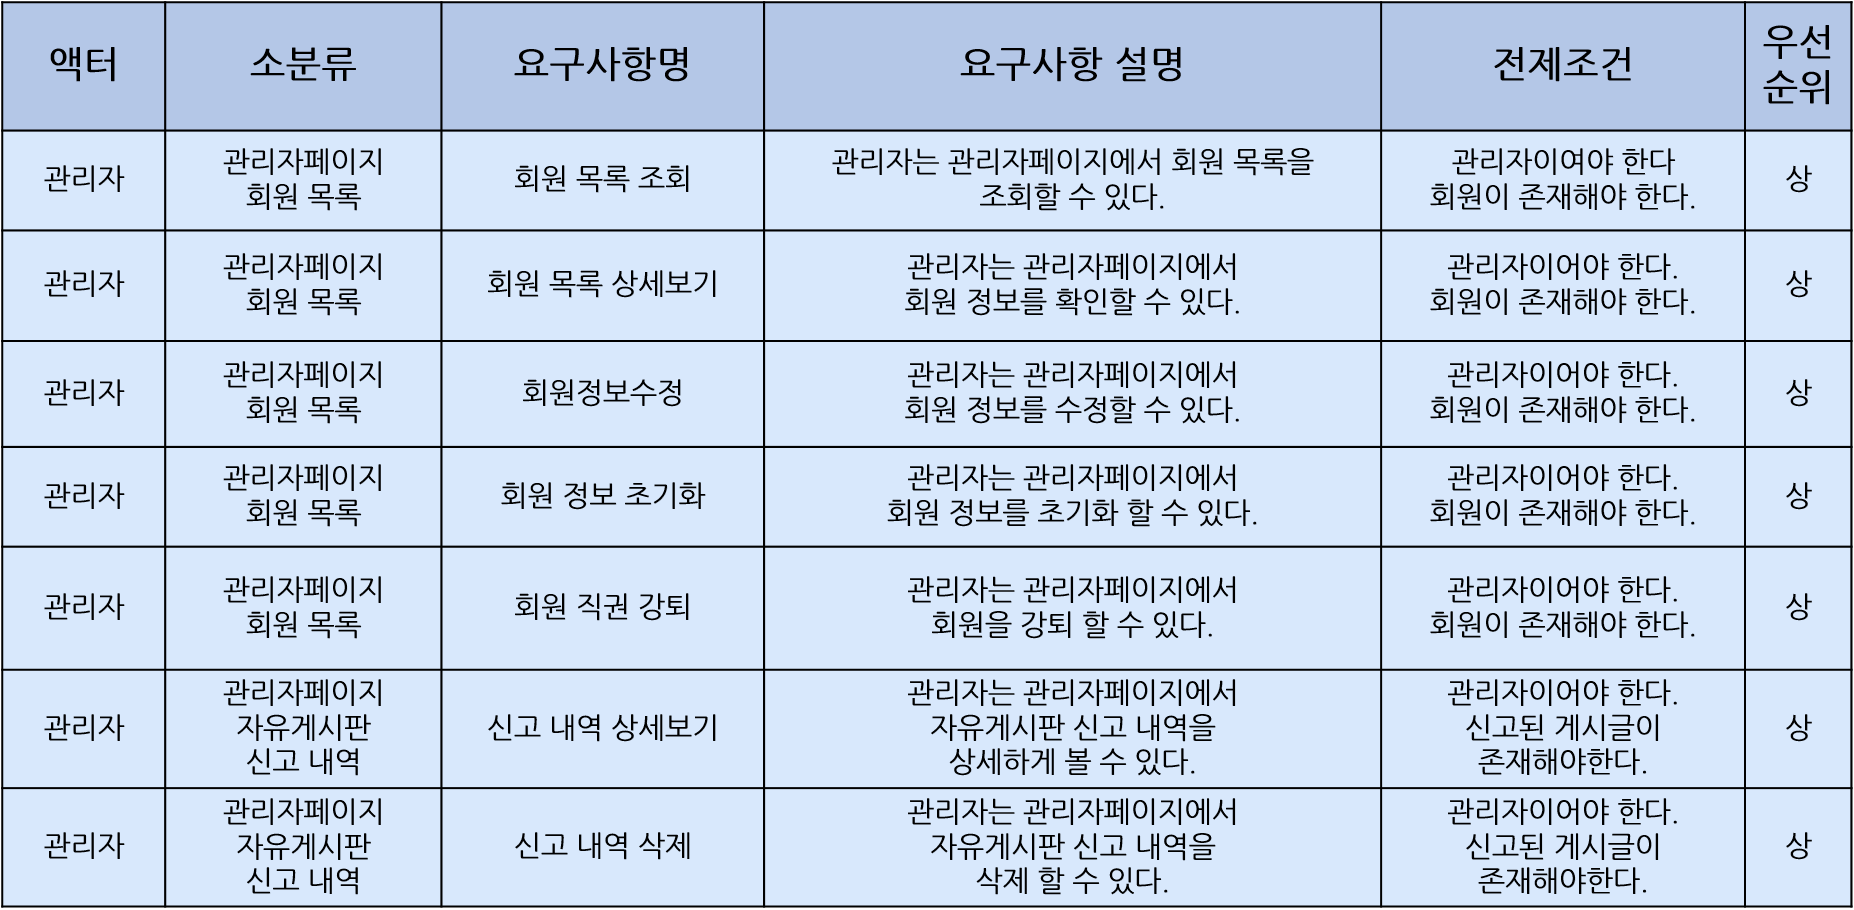 액터
소분류
요구사항명
요구사항 설명
전제조건
우선
순위
관리자
관리자페이지
회원 목록
회원 목록 조회
관리자는 관리자페이지에서 회원 목록을
조회할 수 있다.
관리자이여야 한다
회원이 존재해야 한다.
상
관리자
관리자페이지
회원 목록
회원 목록 상세보기
관리자는 관리자페이지에서
회원 정보를 확인할 수 있다.
관리자이어야 한다.
회원이 존재해야 한다.
상
관리자
관리자페이지
회원 목록
회원정보수정
관리자는 관리자페이지에서
회원 정보를 수정할 수 있다.
관리자이어야 한다.
회원이 존재해야 한다.
상
관리자
관리자페이지
회원 목록
회원 정보 초기화
관리자는 관리자페이지에서
회원 정보를 초기화 할 수 있다.
관리자이어야 한다.
회원이 존재해야 한다.
상
관리자
관리자페이지
회원 목록
회원 직권 강퇴
관리자는 관리자페이지에서
회원을 강퇴 할 수 있다.
관리자이어야 한다.
회원이 존재해야 한다.
상
관리자
관리자페이지
자유게시판
신고 내역
신고 내역 상세보기
관리자는 관리자페이지에서
자유게시판 신고 내역을
상세하게 볼 수 있다.
관리자이어야 한다.
신고된 게시글이
존재해야한다.
상
관리자
관리자페이지
자유게시판
신고 내역
신고 내역 삭제
관리자는 관리자페이지에서
자유게시판 신고 내역을
삭제 할 수 있다.
관리자이어야 한다.
신고된 게시글이
존재해야한다.
상